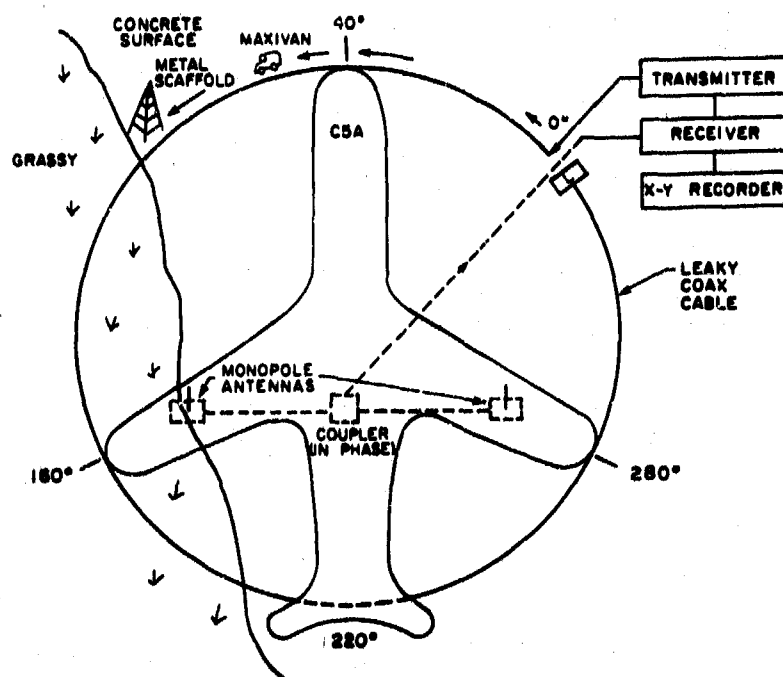 CONCRETE
SURFACE
METAL
SCAFFOLD
MAXIVAN
40°
TRANSMITTER
0°
RECEIVER
X-Y RECORDER
C5A
GRASSY
LEAKY
COAX
CABLE
MONOPOLE
ANTENNAS
COUPLER
(IN PHASE)
160°
280°
220°